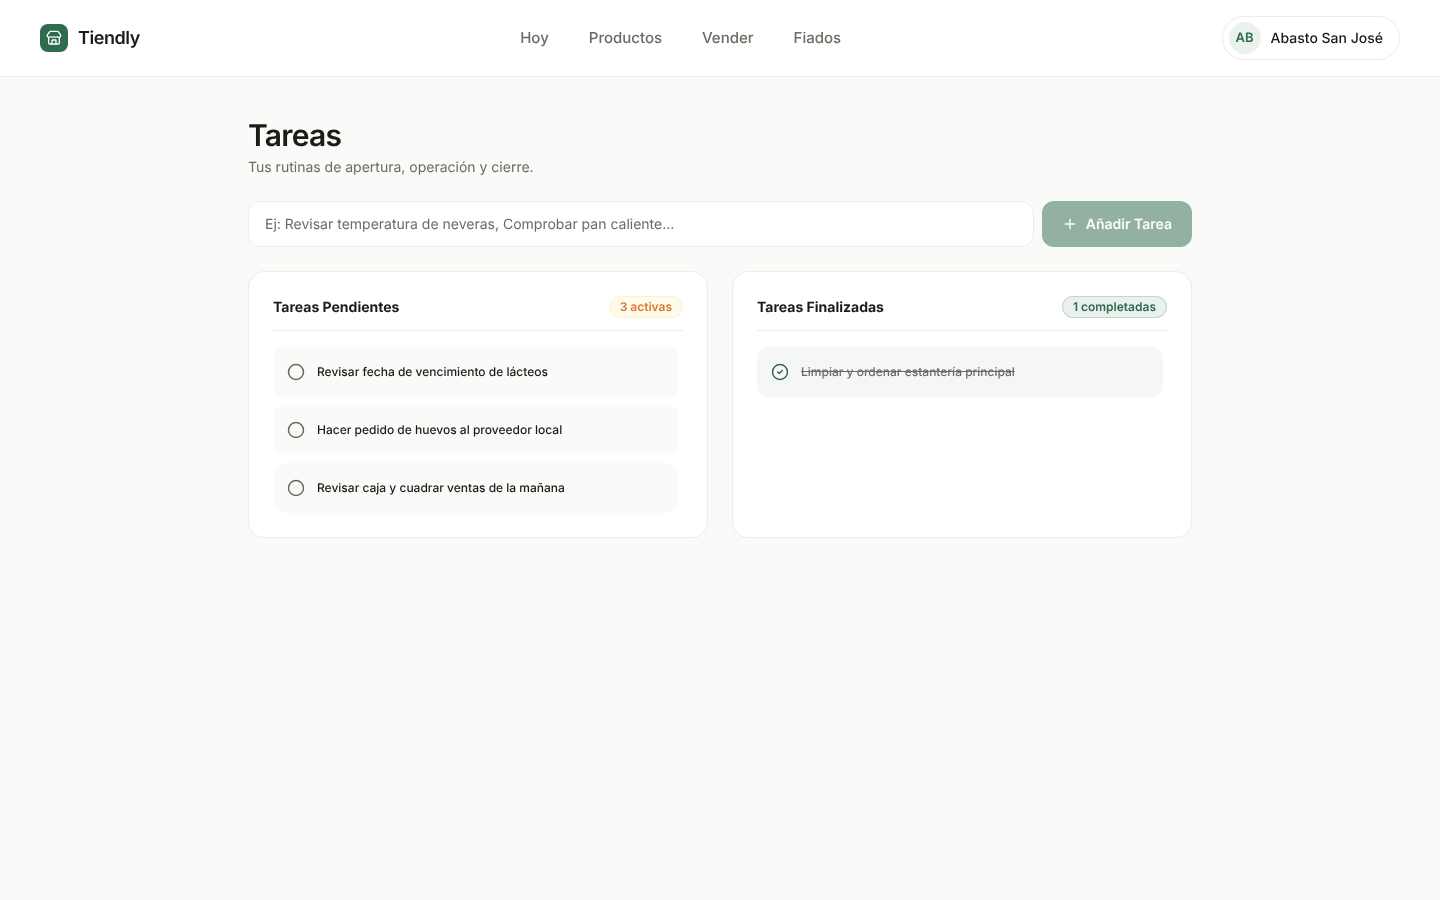 Tiendly
Hoy
Productos
Vender
Fiados
AB
Abasto San José
Tareas
Tus rutinas de apertura, operación y cierre.
Ej: Revisar temperatura de neveras, Comprobar pan caliente...
+ Añadir Tarea
Tareas Pendientes
3 activas
Revisar fecha de vencimiento de lácteos
Hacer pedido de huevos al proveedor local
Revisar caja y cuadrar ventas de la mañana
Tareas Finalizadas
1 completadas
Limpiar y ordenar estantería principal